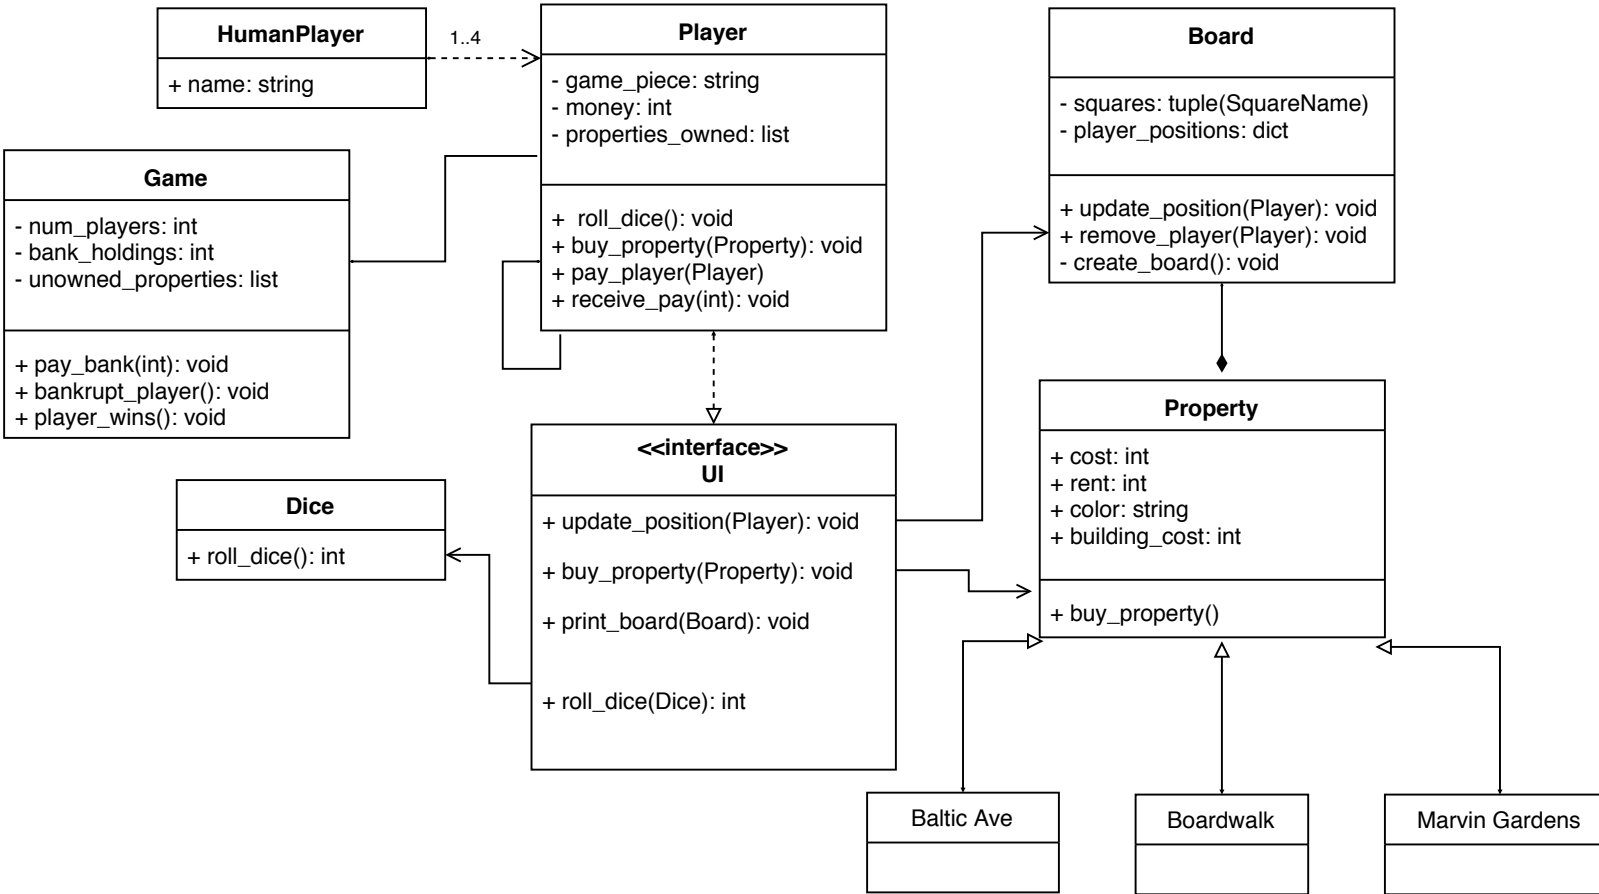 HumanPlayer
+ name: string
1..4
Player
- game_piece: string
- money: int
- properties_owned: list
+  roll_dice(): void
+ buy_property(Property): void
+ pay_player(Player)
+ receive_pay(int): void
Board
- squares: tuple(SquareName)
- player_positions: dict
+ update_position(Player): void
+ remove_player(Player): void
- create_board(): void
Game
- num_players: int
- bank_holdings: int
- unowned_properties: list
+ pay_bank(int): void
+ bankrupt_player(): void
+ player_wins(): void
Dice
+ roll_dice(): int
<<interface>>
UI
+ update_position(Player): void
+ buy_property(Property): void
+ print_board(Board): void
+ roll_dice(Dice): int
Property
+ cost: int
+ rent: int
+ color: string
+ building_cost: int
+ buy_property()
Baltic Ave
Boardwalk
Marvin Gardens